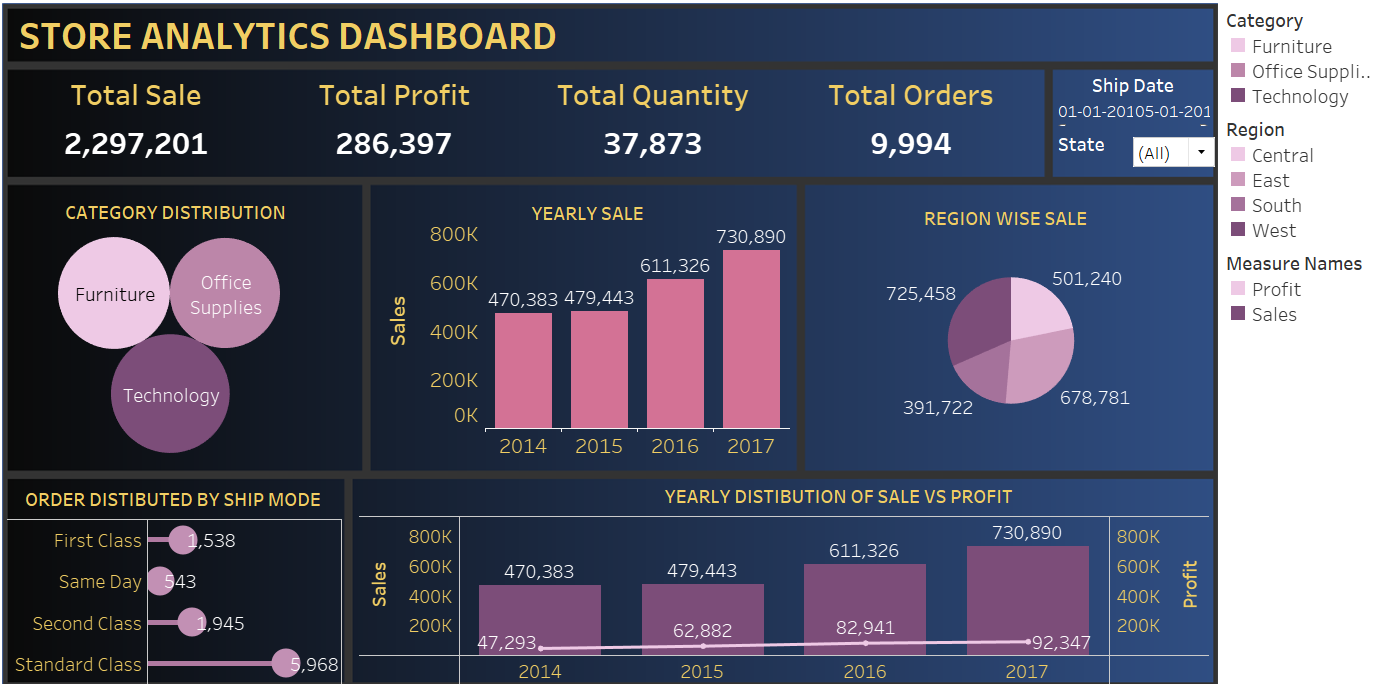 STORE ANALYTICS DASHBOARD
Total Sale
2,297,201
Total Profit
286,397
Total Quantity
37,873
Total Orders
9,994
Ship Date
01-01-20105-01-201
State
(All)
CATEGORY DISTRIBUTION
Furniture
Office
Supplies
Technology
YEARLY SALE
Sales
800K
600K
400K
200K
0K
470,383
479,443
611,326
730,890
2014
2015
2016
2017
REGION WISE SALE
501,240
678,781
391,722
725,458
ORDER DISTIBUTED BY SHIP MODE
First Class
1,538
Same Day
543
Second Class
1,945
Standard Class
5,968
YEARLY DISTIBUTION OF SALE VS PROFIT
Sales
800K
600K
400K
200K
470,383
479,443
611,326
730,890
47,293
62,882
82,941
92,347
2014
2015
2016
2017
800K
600K
400K
200K
Profit
Category
Furniture
Office Suppli..
Technology
Region
Central
East
South
West
Measure Names
Profit
Sales